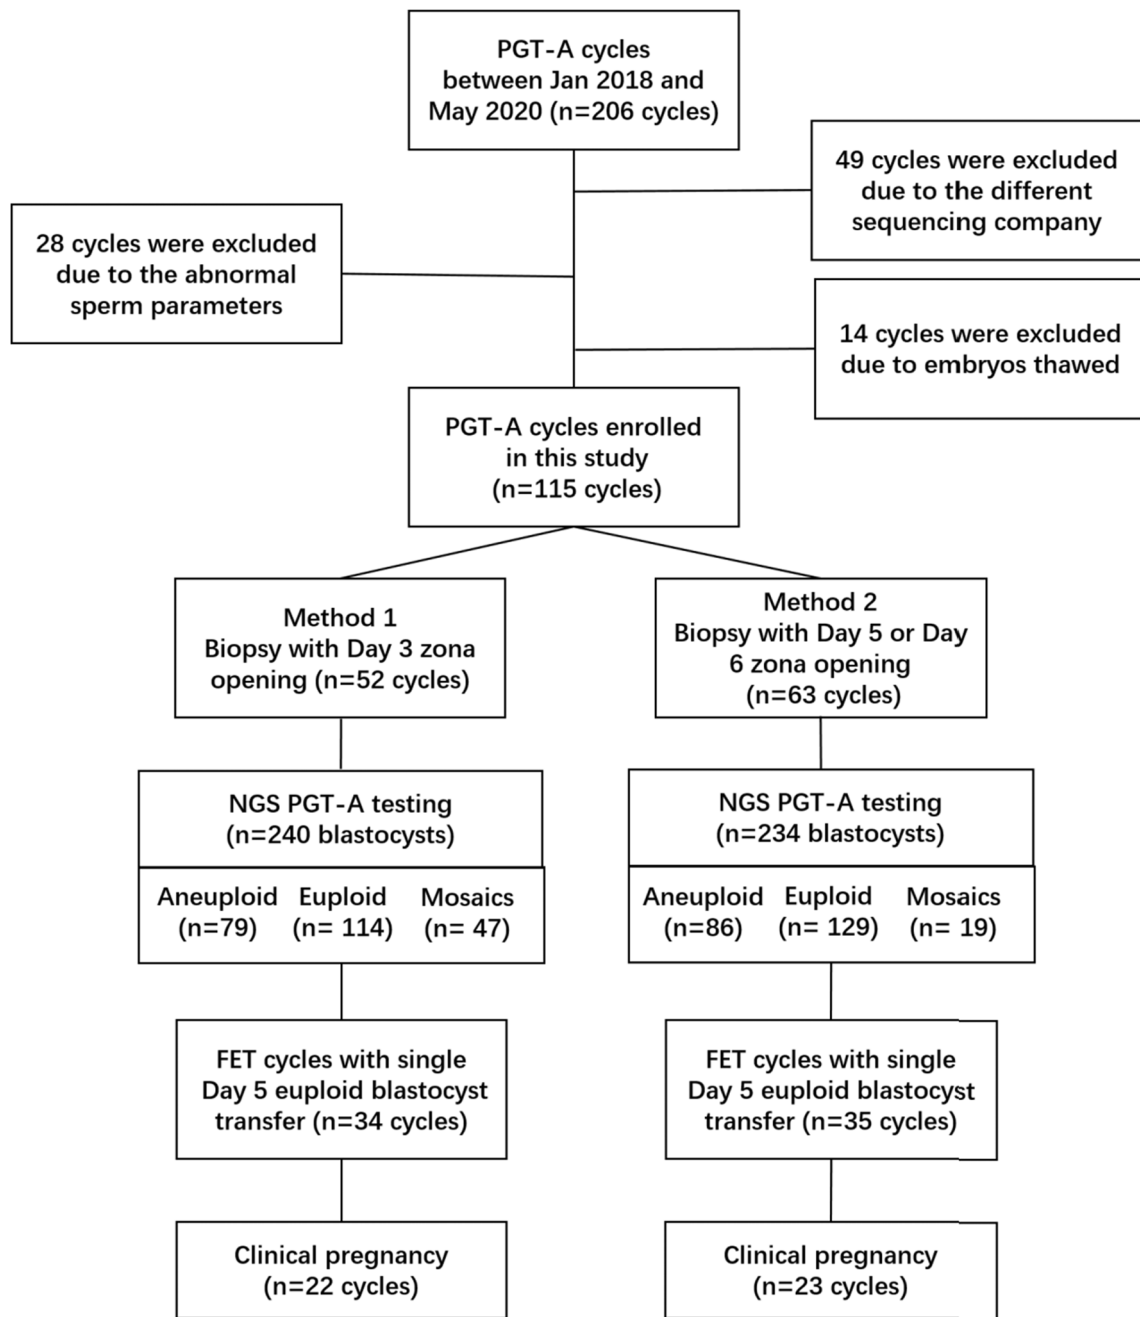 PGT-A cycles
between Jan 2018 and
May 2020 (n=206 cycles)
49 cycles were excluded
due to the different
sequencing company
28 cycles were excluded
due to the abnormal
sperm parameters
14 cycles were excluded
due to embryos thawed
PGT-A cycles enrolled
in this study
(n=115 cycles)
Method 1
Biopsy with Day 3 zona
opening (n=52 cycles)
Method 2
Biopsy with Day 5 or Day
6 zona opening
(n=63 cycles)
NGS PGT-A testing
(n=240 blastocysts)
Aneuploid Euploid Mosaics
(n=79) (n= 114) (n= 47)
NGS PGT-A testing
(n=234 blastocysts)
Aneuploid Euploid Mosaics
(n=86) (n= 129) (n= 19)
FET cycles with single
Day 5 euploid blastocyst
transfer (n=34 cycles)
FET cycles with single
Day 5 euploid blastocyst
transfer (n=35 cycles)
Clinical pregnancy
(n=22 cycles)
Clinical pregnancy
(n=23 cycles)